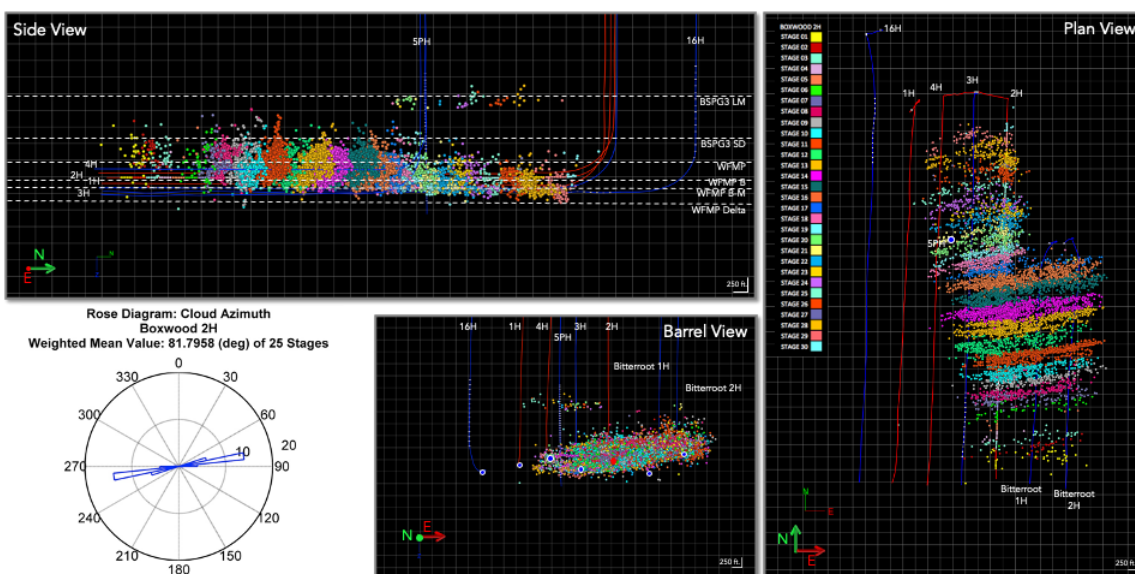 Side View
5PH
16H
BSPG3 LM
BSPG3 SD
WFMP
WFMP B
WFMP B-M
WFMP Delta
4H
2H
1H
3H
N
E
N
250 ft.
Plan View
BOXWOOD 2H
STAGE 01
STAGE 02
STAGE 03
STAGE 04
STAGE 05
STAGE 06
STAGE 07
STAGE 08
STAGE 09
STAGE 10
STAGE 11
STAGE 12
STAGE 13
STAGE 14
STAGE 15
STAGE 16
STAGE 17
STAGE 18
STAGE 19
STAGE 20
STAGE 21
STAGE 22
STAGE 23
STAGE 24
STAGE 25
STAGE 26
STAGE 27
STAGE 28
STAGE 29
STAGE 30
16H
1H
4H
3H
2H
5PH
Bitterroot
1H
Bitterroot
2H
N
E
N
E
250 ft.
Rose Diagram: Cloud Azimuth
Boxwood 2H
Weighted Mean Value: 81.7958 (deg) of 25 Stages
0
30
60
90
120
150
180
210
240
270
300
330
10
20
Barrel View
16H
1H
4H
5PH
3H
2H
Bitterroot 1H
Bitterroot 2H
N
E
250 ft.